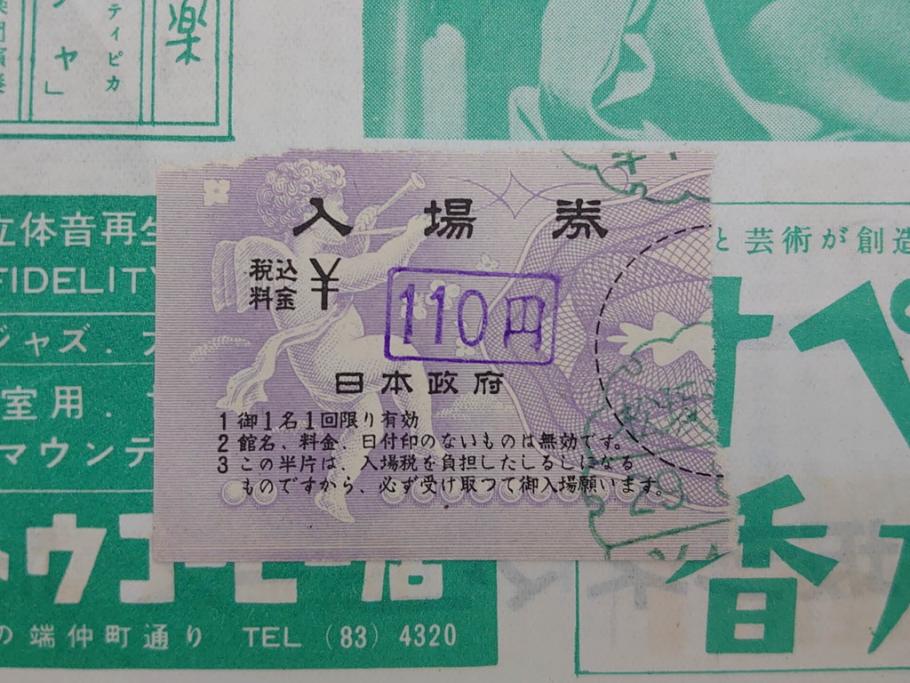 楽
ティピカ
ヤ」
立体音再生
FIDELITY
ジャズ．
室用．
マウンテ
の端仲町通り TEL（83）4320
入場券
税込
料金 ￥
110円
日本政府
1 御1名1回限り有効
2 館名、料金、日付印のないものは無効です。
3 この半片は、入場税を負担したしるしになる
ものですから、必ず受け取つて御入場願います。
29
と芸術が創造
オペ
番